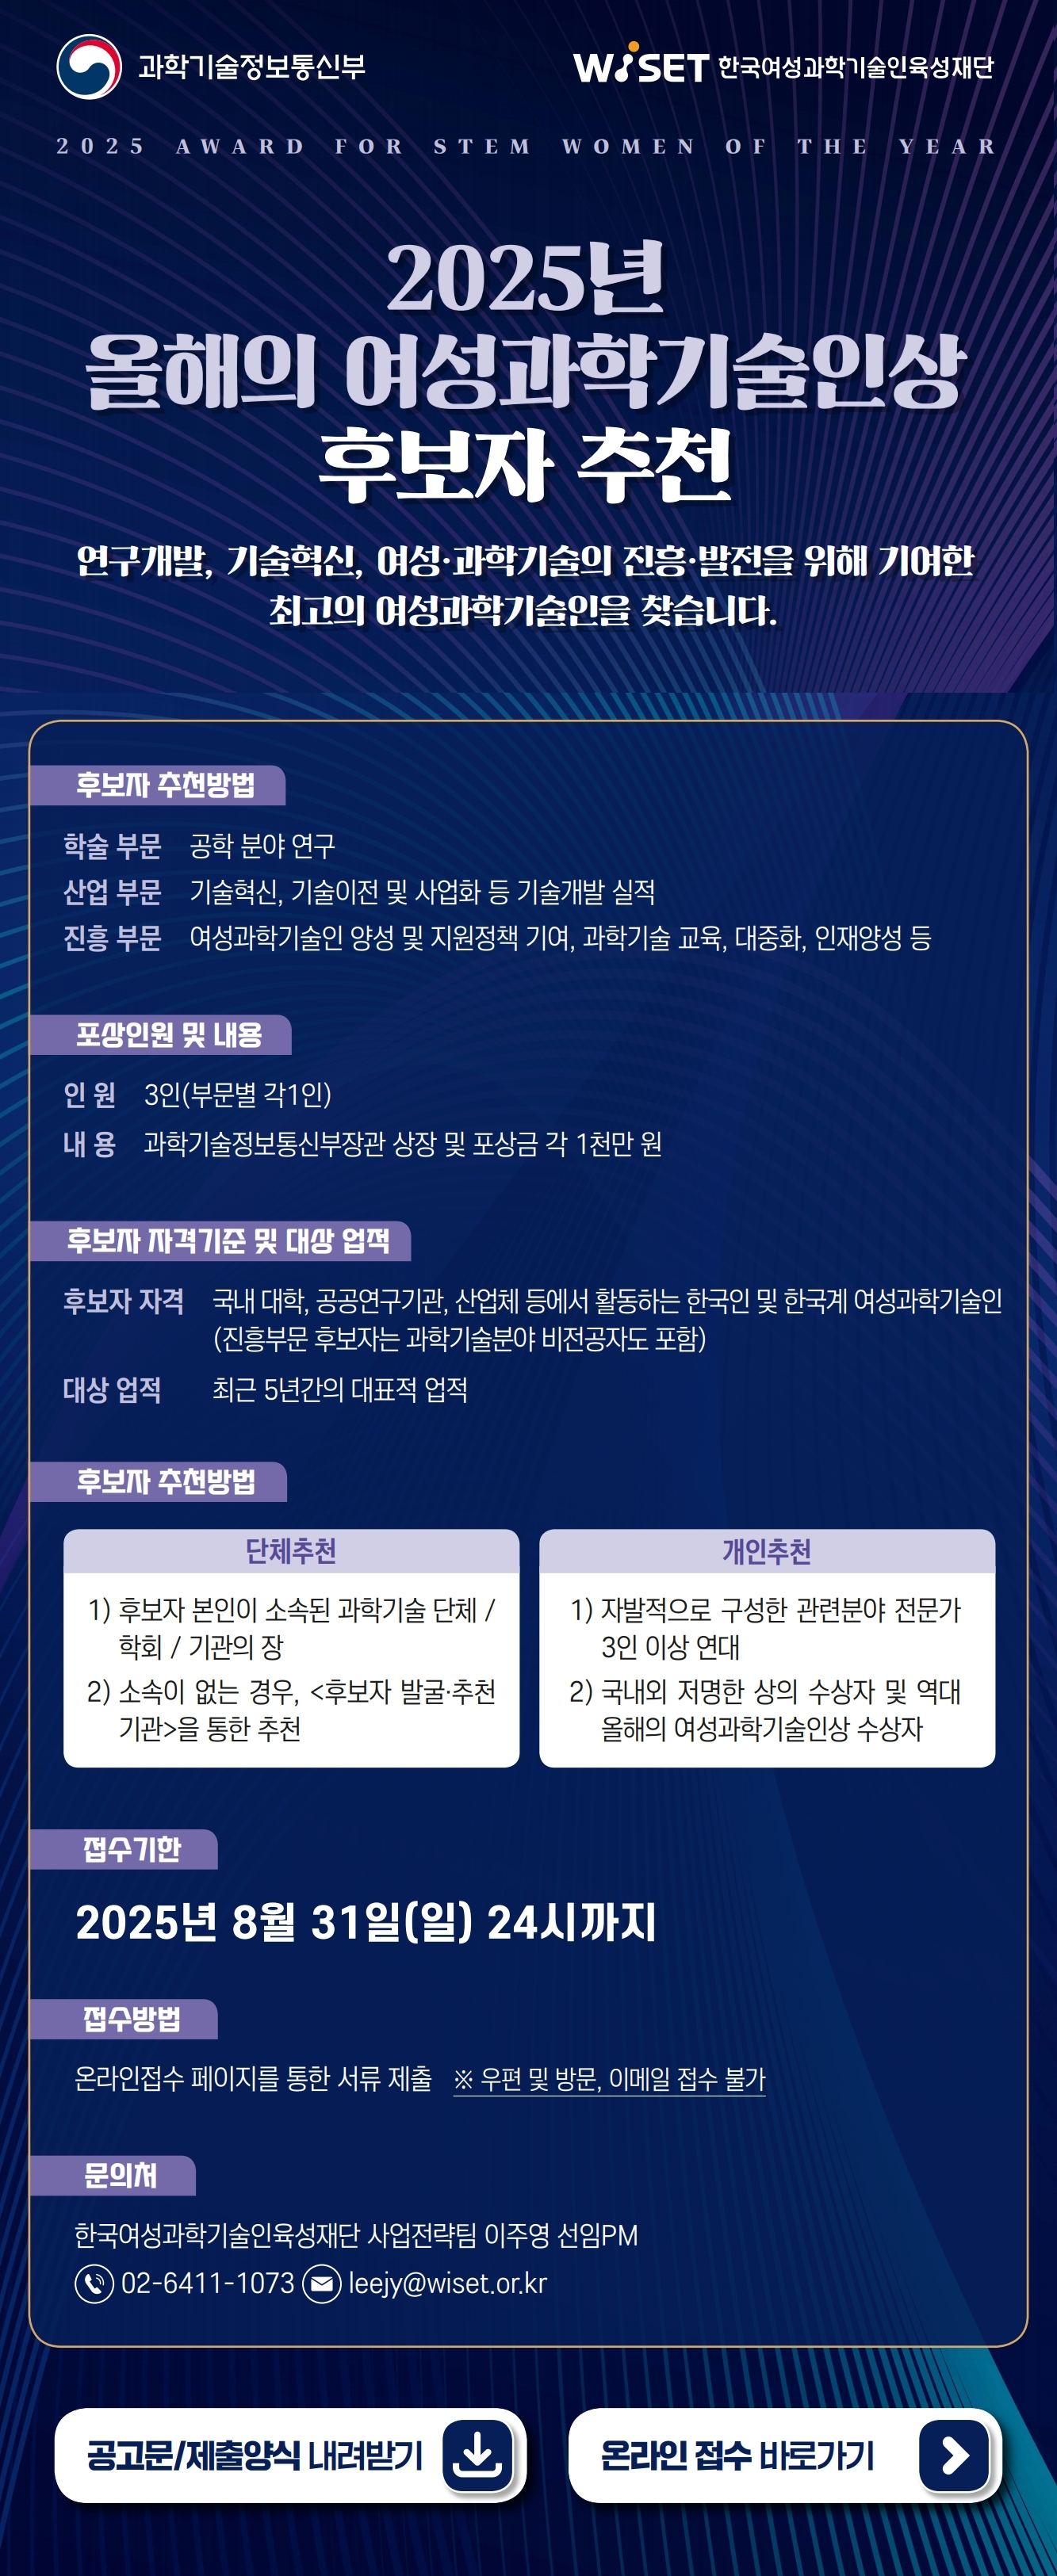 과학기술정보통신부
WISET 한국여성과학기술인육성재단
2025 AWARD FOR STEM WOMEN OF THE YEAR
2025년
올해의 여성과학기술인상
후보자 추천
연구개발, 기술혁신, 여성·과학기술의 진흥·발전을 위해 기여한
최고의 여성과학기술인을 찾습니다.
후보자 추천방법
학술 부문 공학 분야 연구
산업 부문 기술혁신, 기술이전 및 사업화 등 기술개발 실적
진흥 부문 여성과학기술인 양성 및 지원정책 기여, 과학기술 교육, 대중화, 인재양성 등
포상인원 및 내용
인 원 3인(부문별 각1인)
내 용 과학기술정보통신부장관 상장 및 포상금 각 1천만 원
후보자 자격기준 및 대상 업적
후보자 자격 국내 대학, 공공연구기관, 산업체 등에서 활동하는 한국인 및 한국계 여성과학기술인
(진흥부문 후보자는 과학기술분야 비전공자도 포함)
대상 업적 최근 5년간의 대표적 업적
후보자 추천방법
단체추천
1) 후보자 본인이 소속된 과학기술 단체 /
학회 / 기관의 장
2) 소속이 없는 경우, <후보자 발굴·추천
기관>을 통한 추천
개인추천
1) 자발적으로 구성한 관련분야 전문가
3인 이상 연대
2) 국내외 저명한 상의 수상자 및 역대
올해의 여성과학기술인상 수상자
접수기한
2025년 8월 31일(일) 24시까지
접수방법
온라인접수 페이지를 통한 서류 제출 ※ 우편 및 방문, 이메일 접수 불가
문의처
한국여성과학기술인육성재단 사업전략팀 이주영 선임PM
02-6411-1073 leejy@wiset.or.kr
공고문/제출양식 내려받기
온라인 접수 바로가기